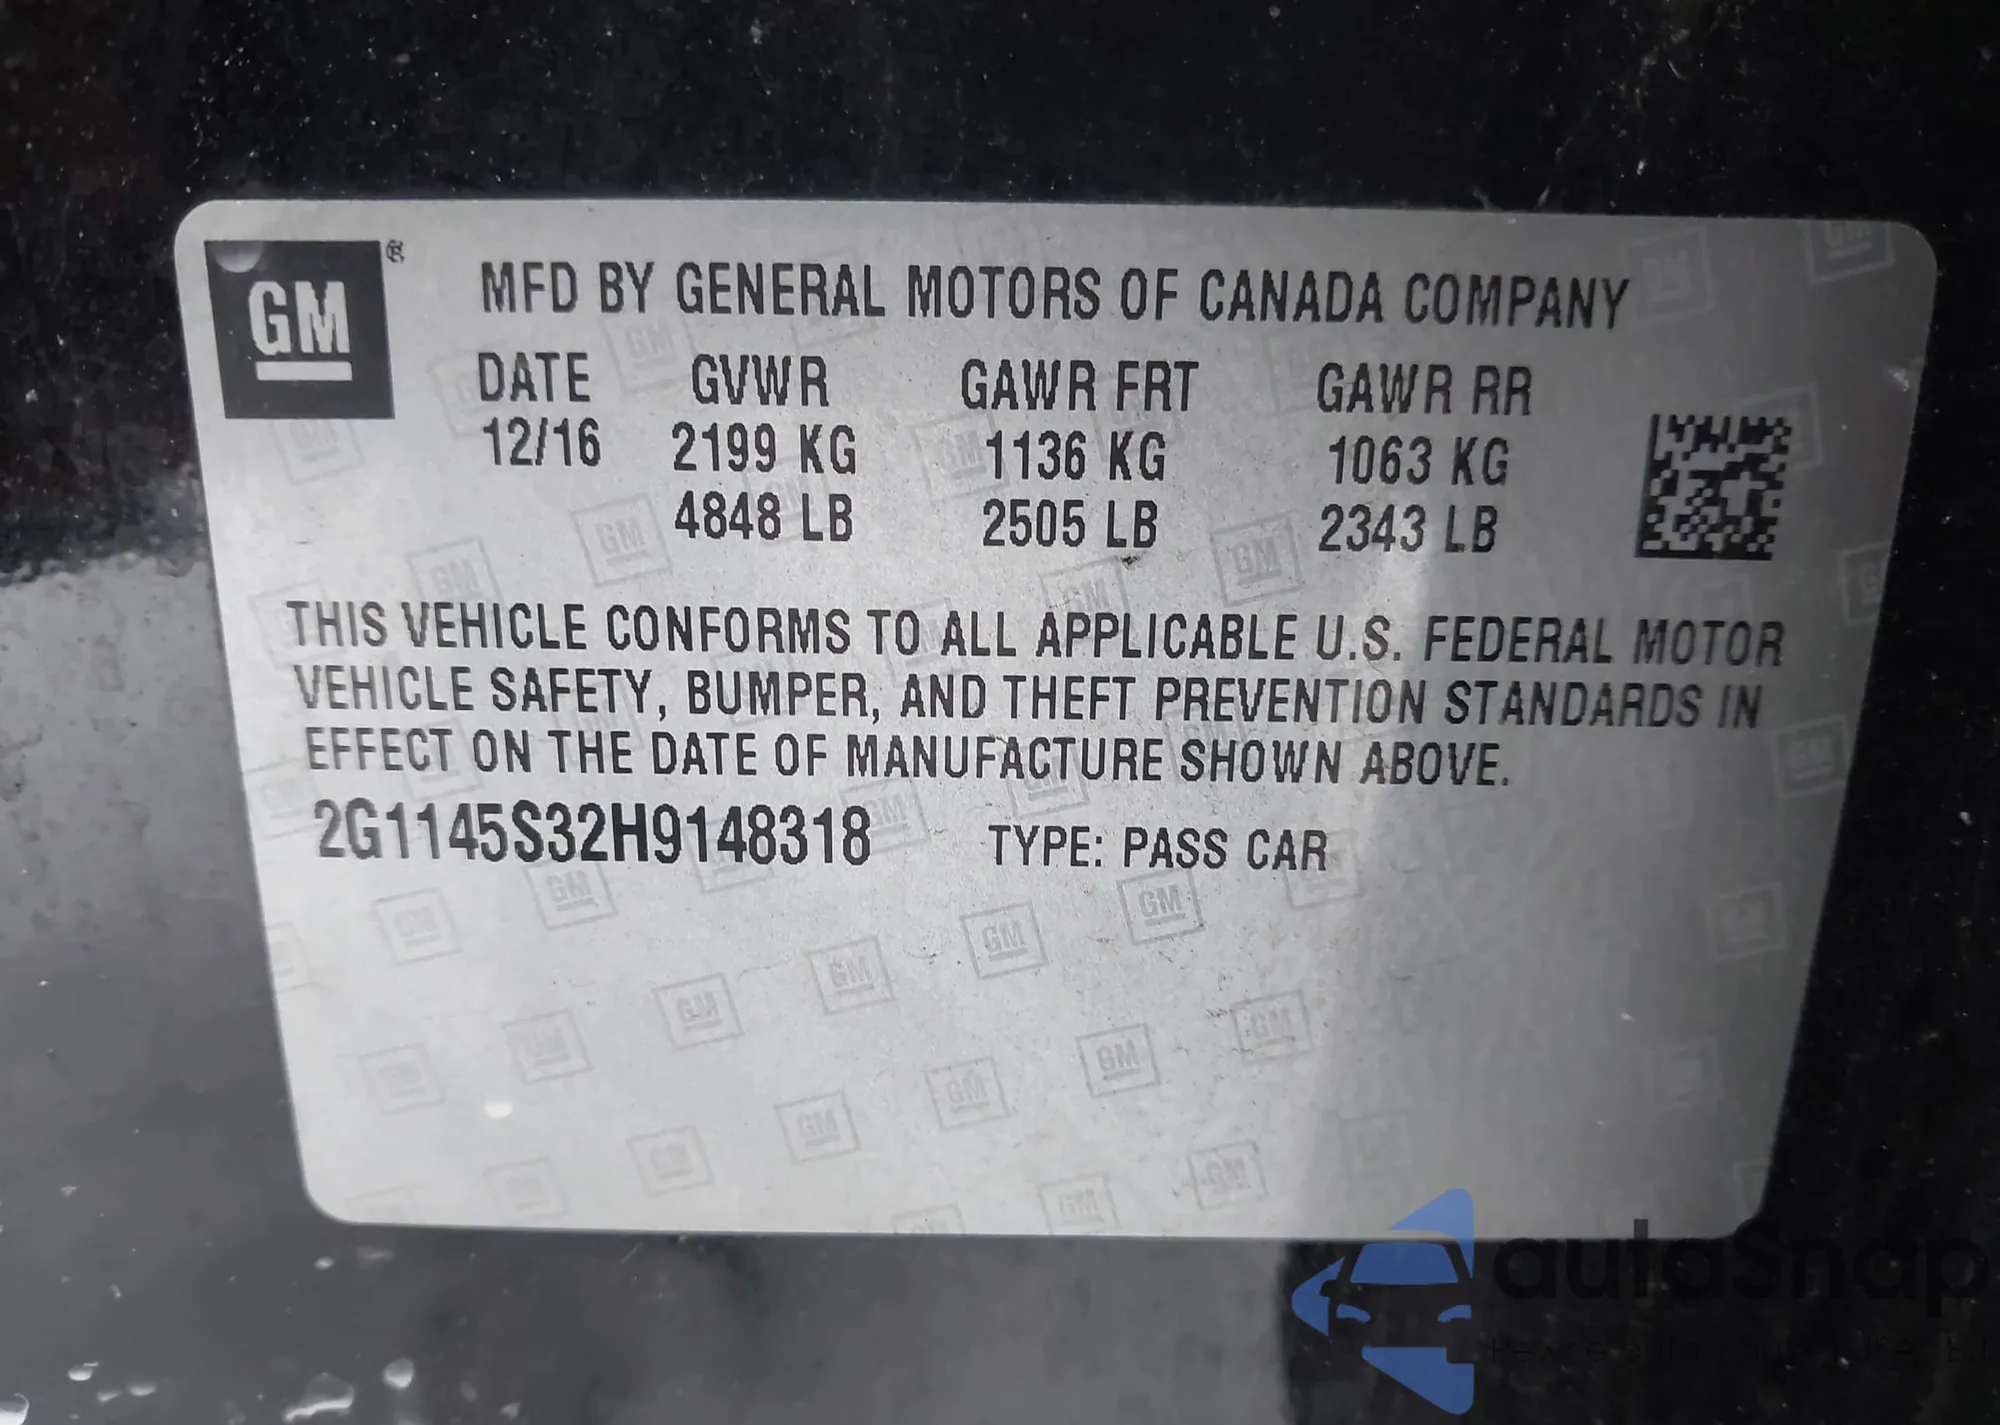 GM ®
MFD BY GENERAL MOTORS OF CANADA COMPANY
DATE GVWR GAWR FRT GAWR RR
12/16 2199 KG 1136 KG 1063 KG
4848 LB 2505 LB 2343 LB
THIS VEHICLE CONFORMS TO ALL APPLICABLE U.S. FEDERAL MOTOR
VEHICLE SAFETY, BUMPER, AND THEFT PREVENTION STANDARDS IN
EFFECT ON THE DATE OF MANUFACTURE SHOWN ABOVE.
2G1145S32H9148318 TYPE: PASS CAR
autosnap